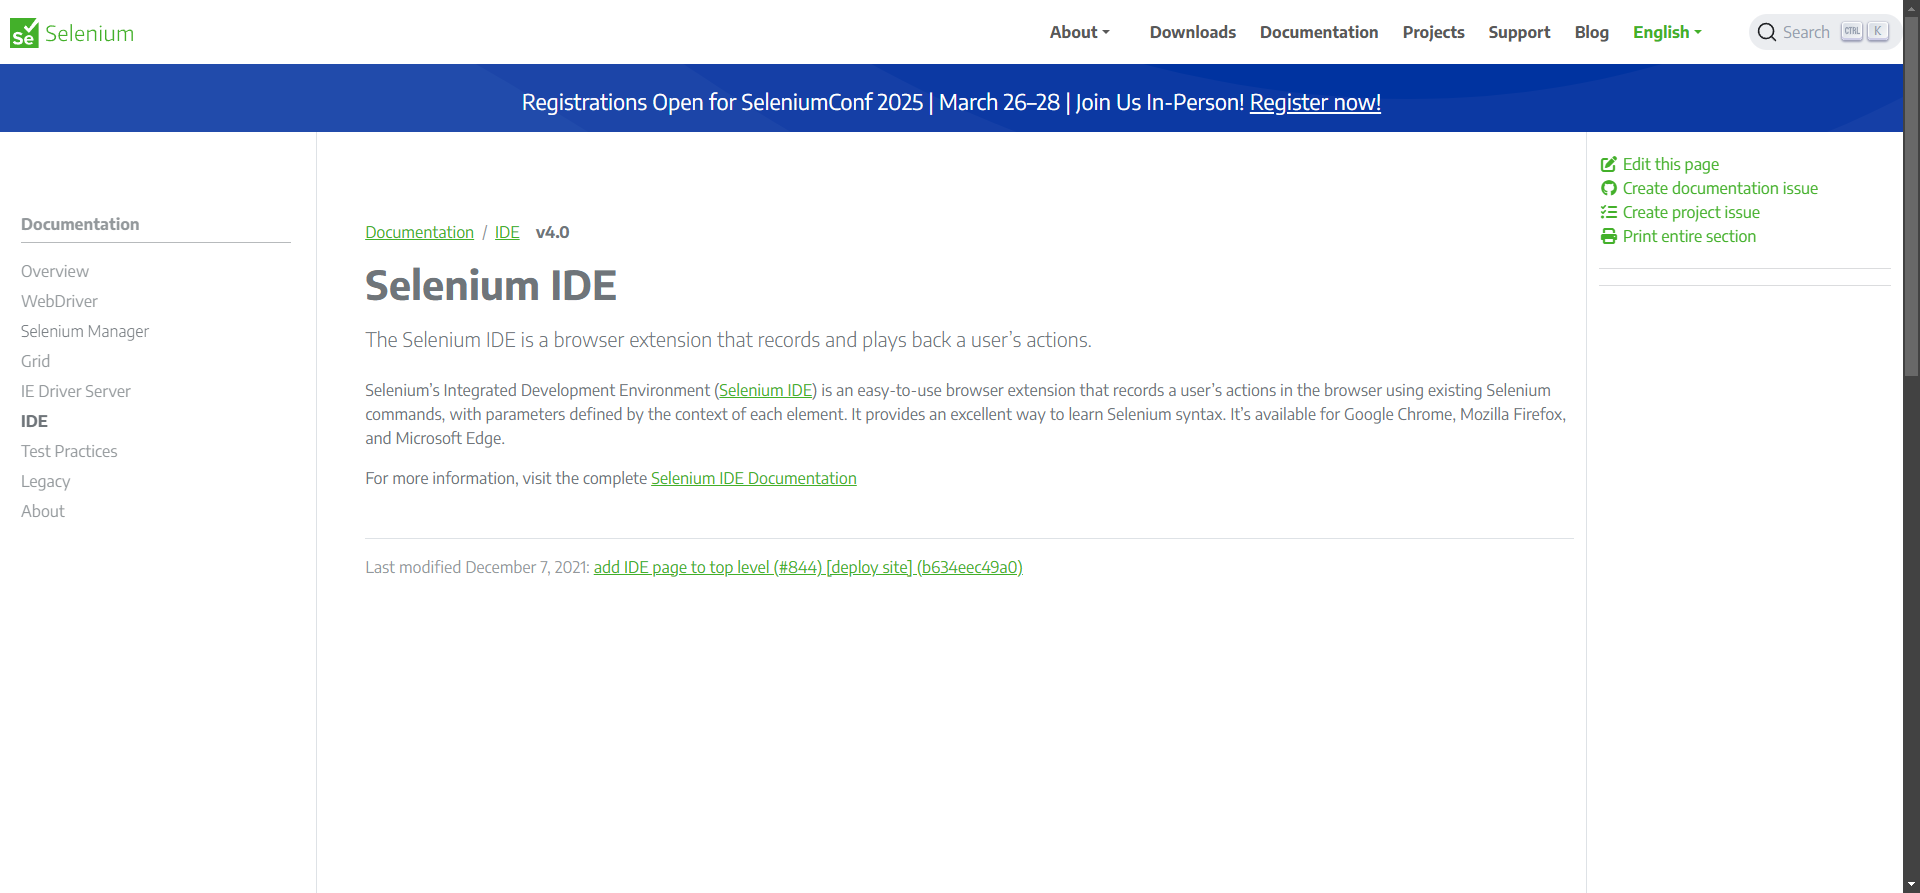 Se Selenium
About
Downloads
Documentation
Projects
Support
Blog
English
Search CTRL K
Registrations Open for SeleniumConf 2025 | March 26–28 | Join Us In-Person! Register now!
Documentation
Overview
WebDriver
Selenium Manager
Grid
IE Driver Server
IDE
Test Practices
Legacy
About
Documentation / IDE v4.0
Selenium IDE
The Selenium IDE is a browser extension that records and plays back a user’s actions.
Selenium’s Integrated Development Environment (Selenium IDE) is an easy-to-use browser extension that records a user’s actions in the browser using existing Selenium
commands, with parameters defined by the context of each element. It provides an excellent way to learn Selenium syntax. It’s available for Google Chrome, Mozilla Firefox,
and Microsoft Edge.
For more information, visit the complete Selenium IDE Documentation
Last modified December 7, 2021: add IDE page to top level (#844) [deploy site] (b634eec49a0)
Edit this page
Create documentation issue
Create project issue
Print entire section